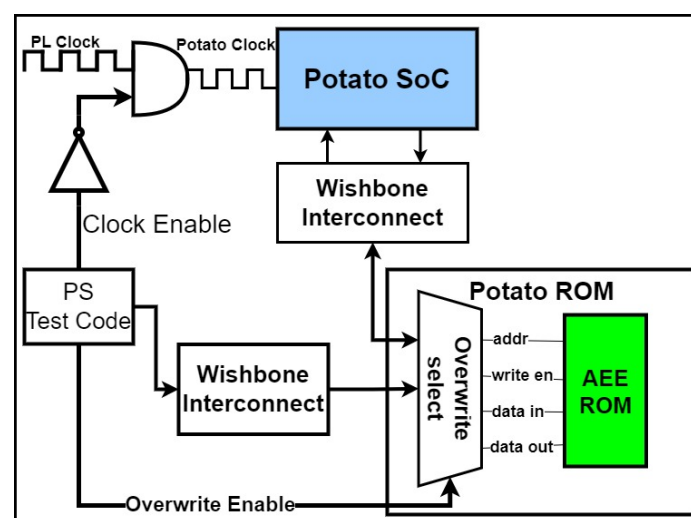 PL Clock
Potato Clock
Potato SoC
Wishbone
Interconnect
Clock Enable
PS
Test Code
Potato ROM
Overwrite
select
addr
write en
data in
data out
AEE
ROM
Wishbone
Interconnect
Overwrite Enable